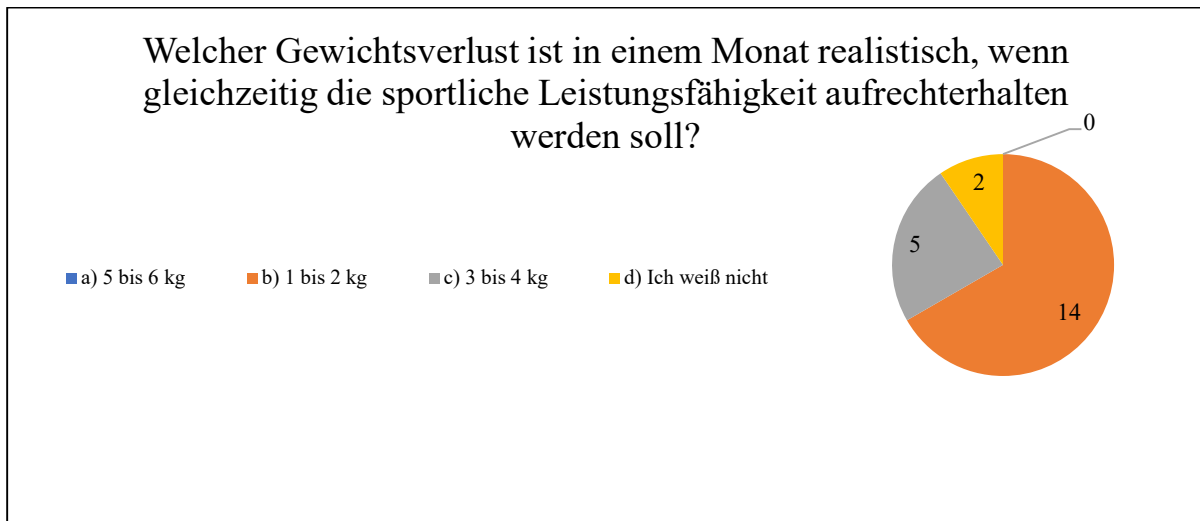 Welcher Gewichtsverlust ist in einem Monat realistisch, wenn
gleichzeitig die sportliche Leistungsfähigkeit aufrechterhalten
werden soll?
0
2
5
14
a) 5 bis 6 kg
b) 1 bis 2 kg
c) 3 bis 4 kg
d) Ich weiß nicht